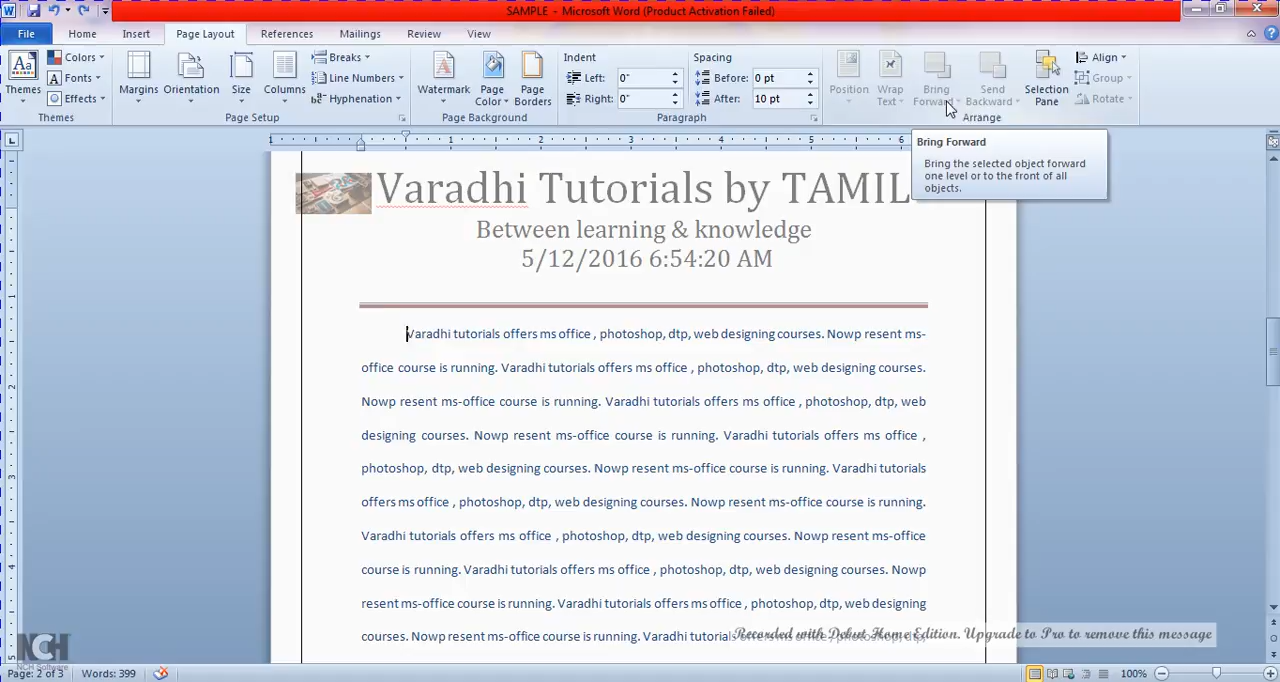 SAMPLE - Microsoft Word (Product Activation Failed)
File Home Insert Page Layout References Mailings Review View
Themes
Colors
Fonts
Effects
Themes
Margins
Orientation
Size
Columns
Breaks
Line Numbers
Hyphenation
Page Setup
Watermark
Page Color
Page Borders
Page Background
Indent
Left: 0"
Right: 0"
Spacing
Before: 0 pt
After: 10 pt
Paragraph
Position
Wrap Text
Bring Forward
Send Backward
Selection Pane
Align
Group
Rotate
Arrange
Bring Forward
Bring the selected object forward
one level or to the front of all
objects.
1 1 2 3 4 5 6
Varadhi Tutorials by TAMIL
Between learning & knowledge
5/12/2016 6:54:20 AM
Varadhi tutorials offers ms office , photoshop, dtp, web designing courses. Nowp resent ms-
office course is running. Varadhi tutorials offers ms office , photoshop, dtp, web designing courses.
Nowp resent ms-office course is running. Varadhi tutorials offers ms office , photoshop, dtp, web
designing courses. Nowp resent ms-office course is running. Varadhi tutorials offers ms office ,
photoshop, dtp, web designing courses. Nowp resent ms-office course is running. Varadhi tutorials
offers ms office , photoshop, dtp, web designing courses. Nowp resent ms-office course is running.
Varadhi tutorials offers ms office , photoshop, dtp, web designing courses. Nowp resent ms-office
course is running. Varadhi tutorials offers ms office , photoshop, dtp, web designing courses. Nowp
resent ms-office course is running. Varadhi tutorials offers ms office , photoshop, dtp, web designing
courses. Nowp resent ms-office course is running. Varadhi tutorials
Recorded with Debut Home Edition. Upgrade to Pro to remove this message
NCH
NCH Software
Page: 2 of 3 Words: 399 100%